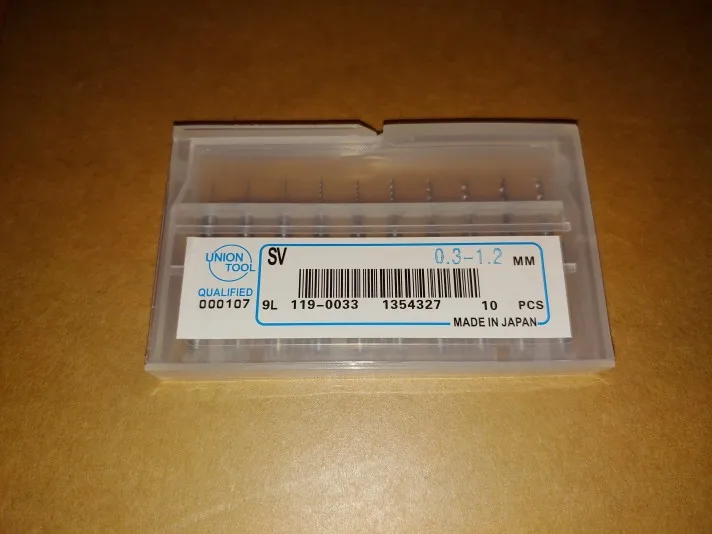 UNION
TOOL
QUALIFIED
000107
SV 0.3-1.2 MM
9L 119-0033 1354327 10 PCS
MADE IN JAPAN